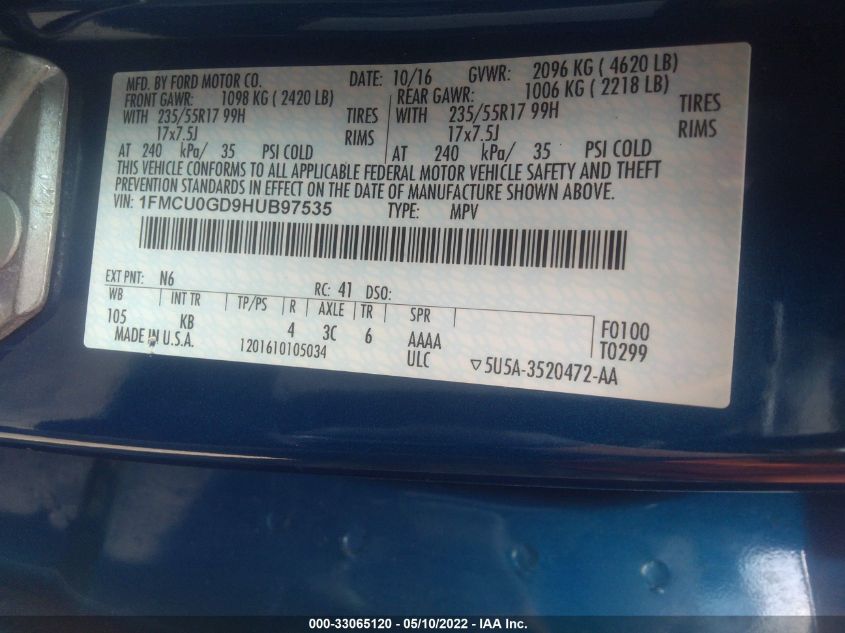 MFD. BY FORD MOTOR CO. DATE: 10/16 GVWR: 2096 KG ( 4620 LB)
FRONT GAWR: 1098 KG ( 2420 LB) REAR GAWR: 1006 KG ( 2218 LB)
WITH 235/55R17 99H TIRES WITH 235/55R17 99H TIRES
17x7.5J RIMS 17x7.5J RIMS
AT 240 kPa/ 35 PSI COLD AT 240 kPa/ 35 PSI COLD
THIS VEHICLE CONFORMS TO ALL APPLICABLE FEDERAL MOTOR VEHICLE SAFETY AND THEFT
PREVENTION STANDARDS IN EFFECT ON THE DATE OF MANUFACTURE SHOWN ABOVE.
VIN: 1FMCU0GD9HUB97535 TYPE: MPV
EXT PNT: N6 RC: 41 DSO:
WB INT TR TP/PS R AXLE TR SPR
105 KB 4 3C 6 AAAA F0100
MADE IN U.S.A. 1201610105034 ULC T0299
▽5U5A-3520472-AA
000-33065120 - 05/10/2022 - IAA Inc.